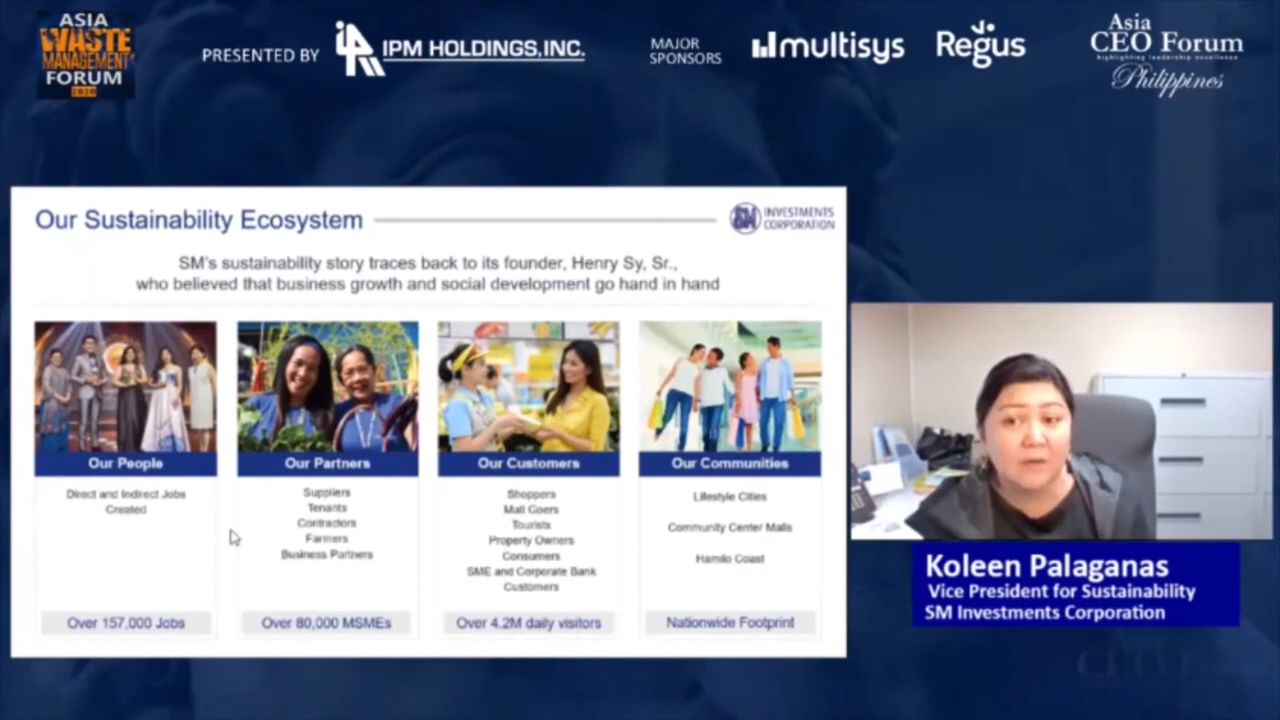 ASIA
WASTE
MANAGEMENT
FORUM
2020
PRESENTED BY
IPM HOLDINGS, INC.
MAJOR
SPONSORS
multisys
Regus
Asia
CEO Forum
highlighting leadership excellence
Philippines
Our Sustainability Ecosystem
SM INVESTMENTS
CORPORATION
SM's sustainability story traces back to its founder, Henry Sy, Sr.,
who believed that business growth and social development go hand in hand
Our People
Direct and Indirect Jobs
Created
Over 157,000 Jobs
Our Partners
Suppliers
Tenants
Contractors
Farmers
Business Partners
Over 80,000 MSMEs
Our Customers
Shoppers
Mall Goers
Tourists
Property Owners
Consumers
SME and Corporate Bank
Customers
Over 4.2M daily visitors
Our Communities
Lifestyle Cities
Community Center Malls
Hamilo Coast
Nationwide Footprint
Koleen Palaganas
Vice President for Sustainability
SM Investments Corporation